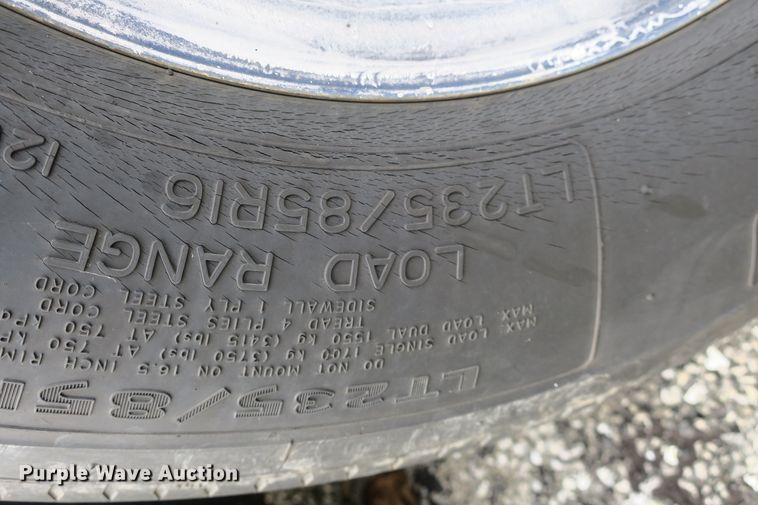 LT235/85
DO NOT MOUNT ON 16.5 INCH RIM
MAX. LOAD SINGLE 1700 kg (3750 lbs) AT 750 kPa
MAX. LOAD DUAL 1550 kg (3415 lbs) AT 750 kPa
TREAD 4 PLIES STEEL CORD
SIDEWALL 1 PLY STEEL CORD
LOAD RANGE
LT235/85R16 12
Purple Wave Auction